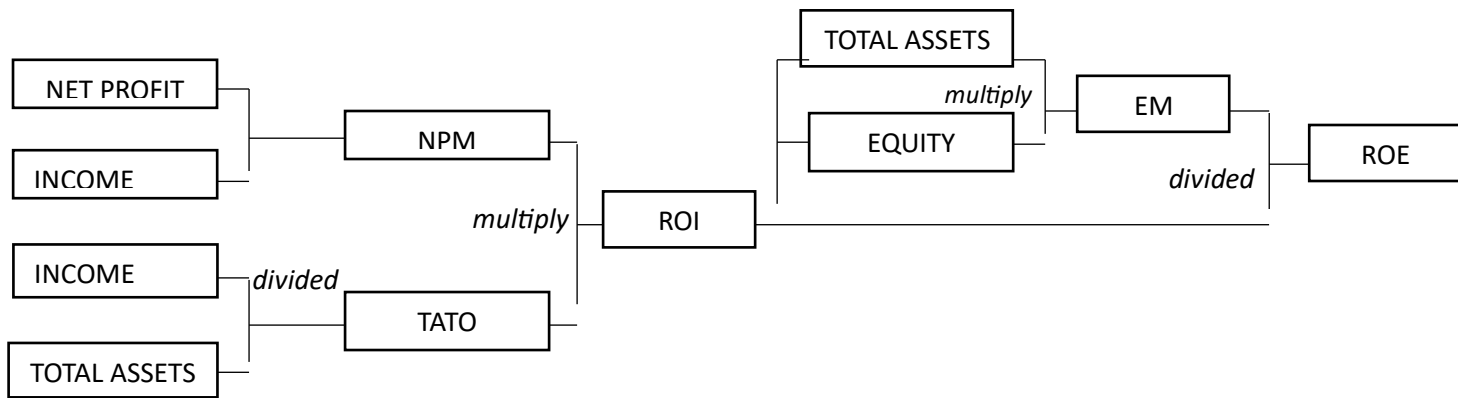 TOTAL ASSETS
NET PROFIT
multiply
EM
NPM
EQUITY
ROE
INCOME
divided
multiply
ROI
INCOME
divided
TATO
TOTAL ASSETS